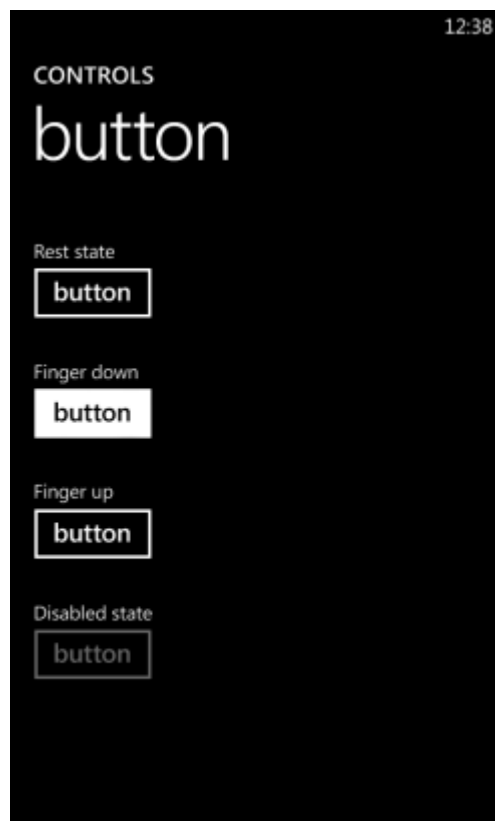 12:38
CONTROLS
button
Rest state
button
Finger down
button
Finger up
button
Disabled state
button